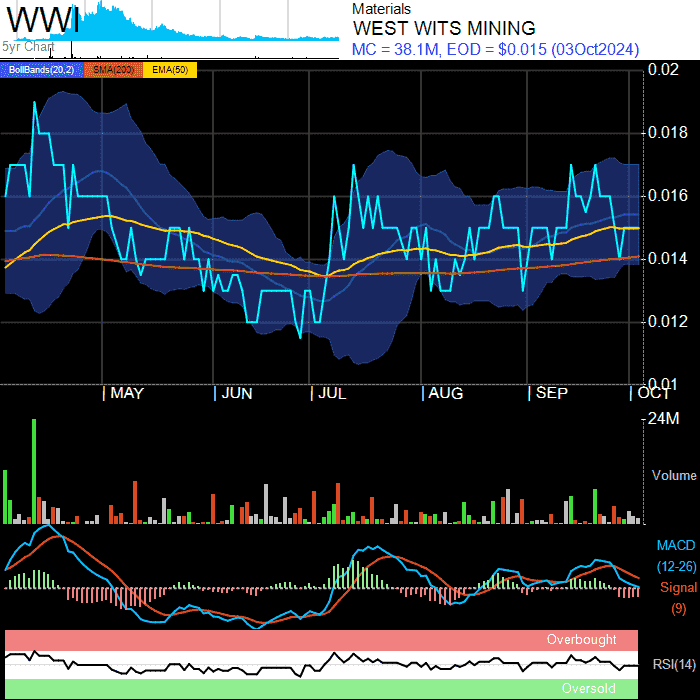 WWI
5yr Chart
Materials
WEST WITS MINING
MC = 38.1M, EOD = $0.015 (03Oct2024)
BollBands(20,2) SMA(200) EMA(50)
0.02
0.018
0.016
0.014
0.012
0.01
MAY JUN JUL AUG SEP OCT
24M
Volume
MACD
(12-26)
Signal
(9)
Overbought
RSI(14)
Oversold